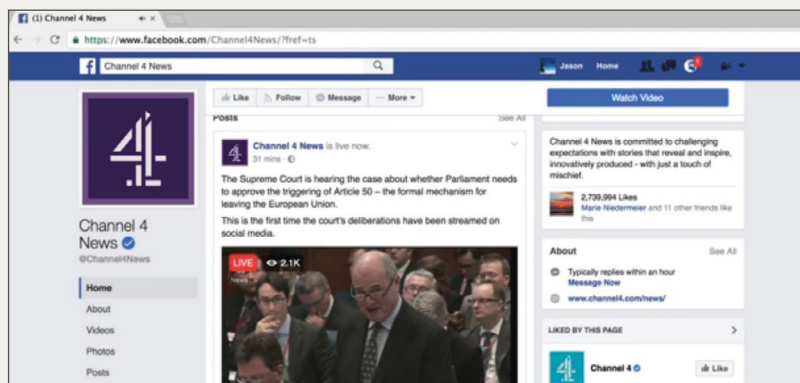 (1) Channel 4 News
https://www.facebook.com/Channel4News/?fref=ts
Channel 4 News
Jason
Home
Like
Follow
Message
More
Watch Video
Posts
See All
Channel 4 News is live now.
31 mins ·
The Supreme Court is hearing the case about whether Parliament needs
to approve the triggering of Article 50 – the formal mechanism for
leaving the European Union.
This is the first time the court's deliberations have been streamed on
social media.
LIVE
2.1K
News
Channel 4
News
@Channel4News
Home
About
Videos
Photos
Posts
Channel 4 News is committed to challenging
expectations with stories that reveal and inspire,
innovatively produced - with just a touch of
mischief.
2,739,994 Likes
Marie Niedermeier and 11 other friends like
this
About
See All
Typically replies within an hour
Message Now
www.channel4.com/news/
LIKED BY THIS PAGE
Channel 4
Like